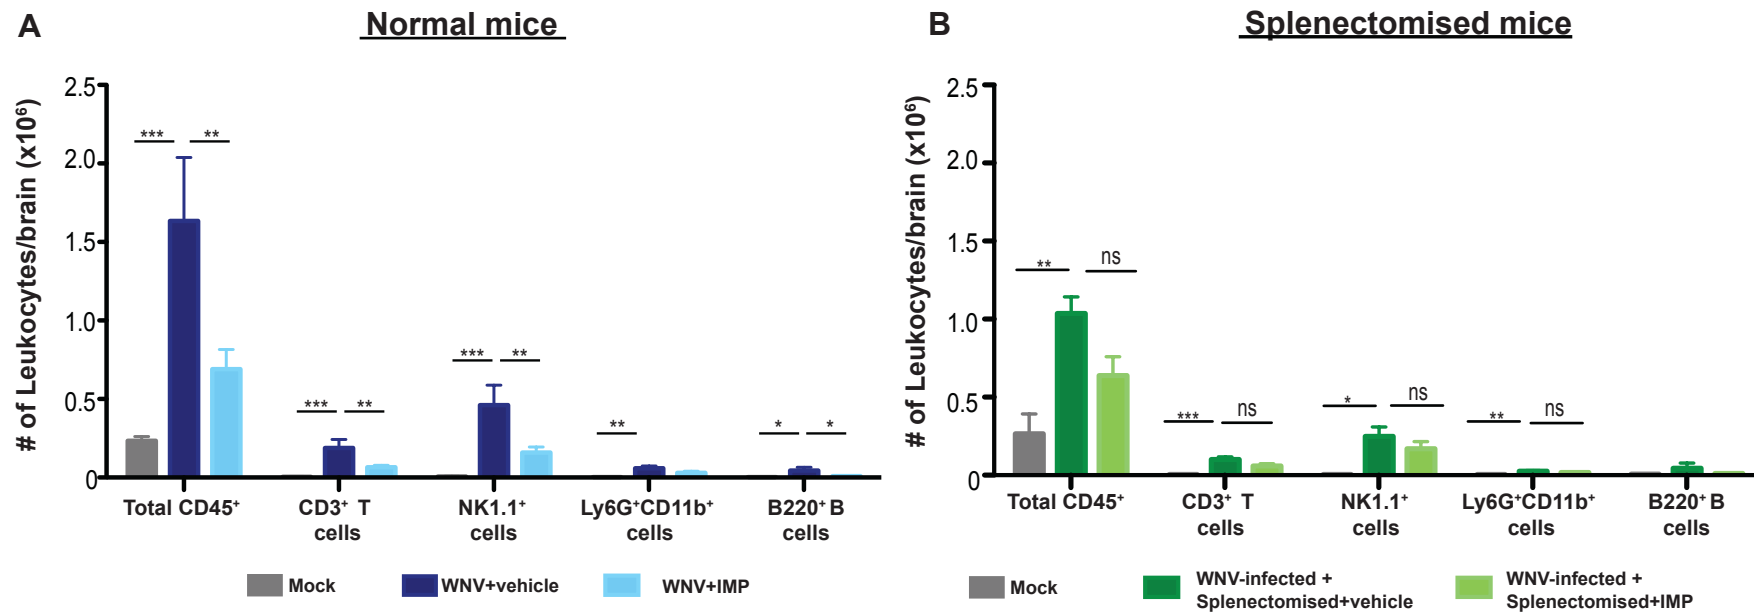 A
Normal mice
# of Leukocytes/brain (x10⁶)
2.5
2.0
1.5
1.0
0.5
0
***
**
***
**
***
**
**
*
*
Total CD45⁺
CD3⁺ T
cells
NK1.1⁺
cells
Ly6G⁺CD11b⁺
cells
B220⁺ B
cells
Mock
WNV+vehicle
WNV+IMP
B
Splenectomised mice
# of Leukocytes/brain (x10⁶)
2.5
2.0
1.5
1.0
0.5
0
**
ns
***
ns
*
ns
**
ns
Total CD45⁺
CD3⁺ T
cells
NK1.1⁺
cells
Ly6G⁺CD11b⁺
cells
B220⁺ B
cells
Mock
WNV-infected +
Splenectomised+vehicle
WNV-infected +
Splenectomised+IMP